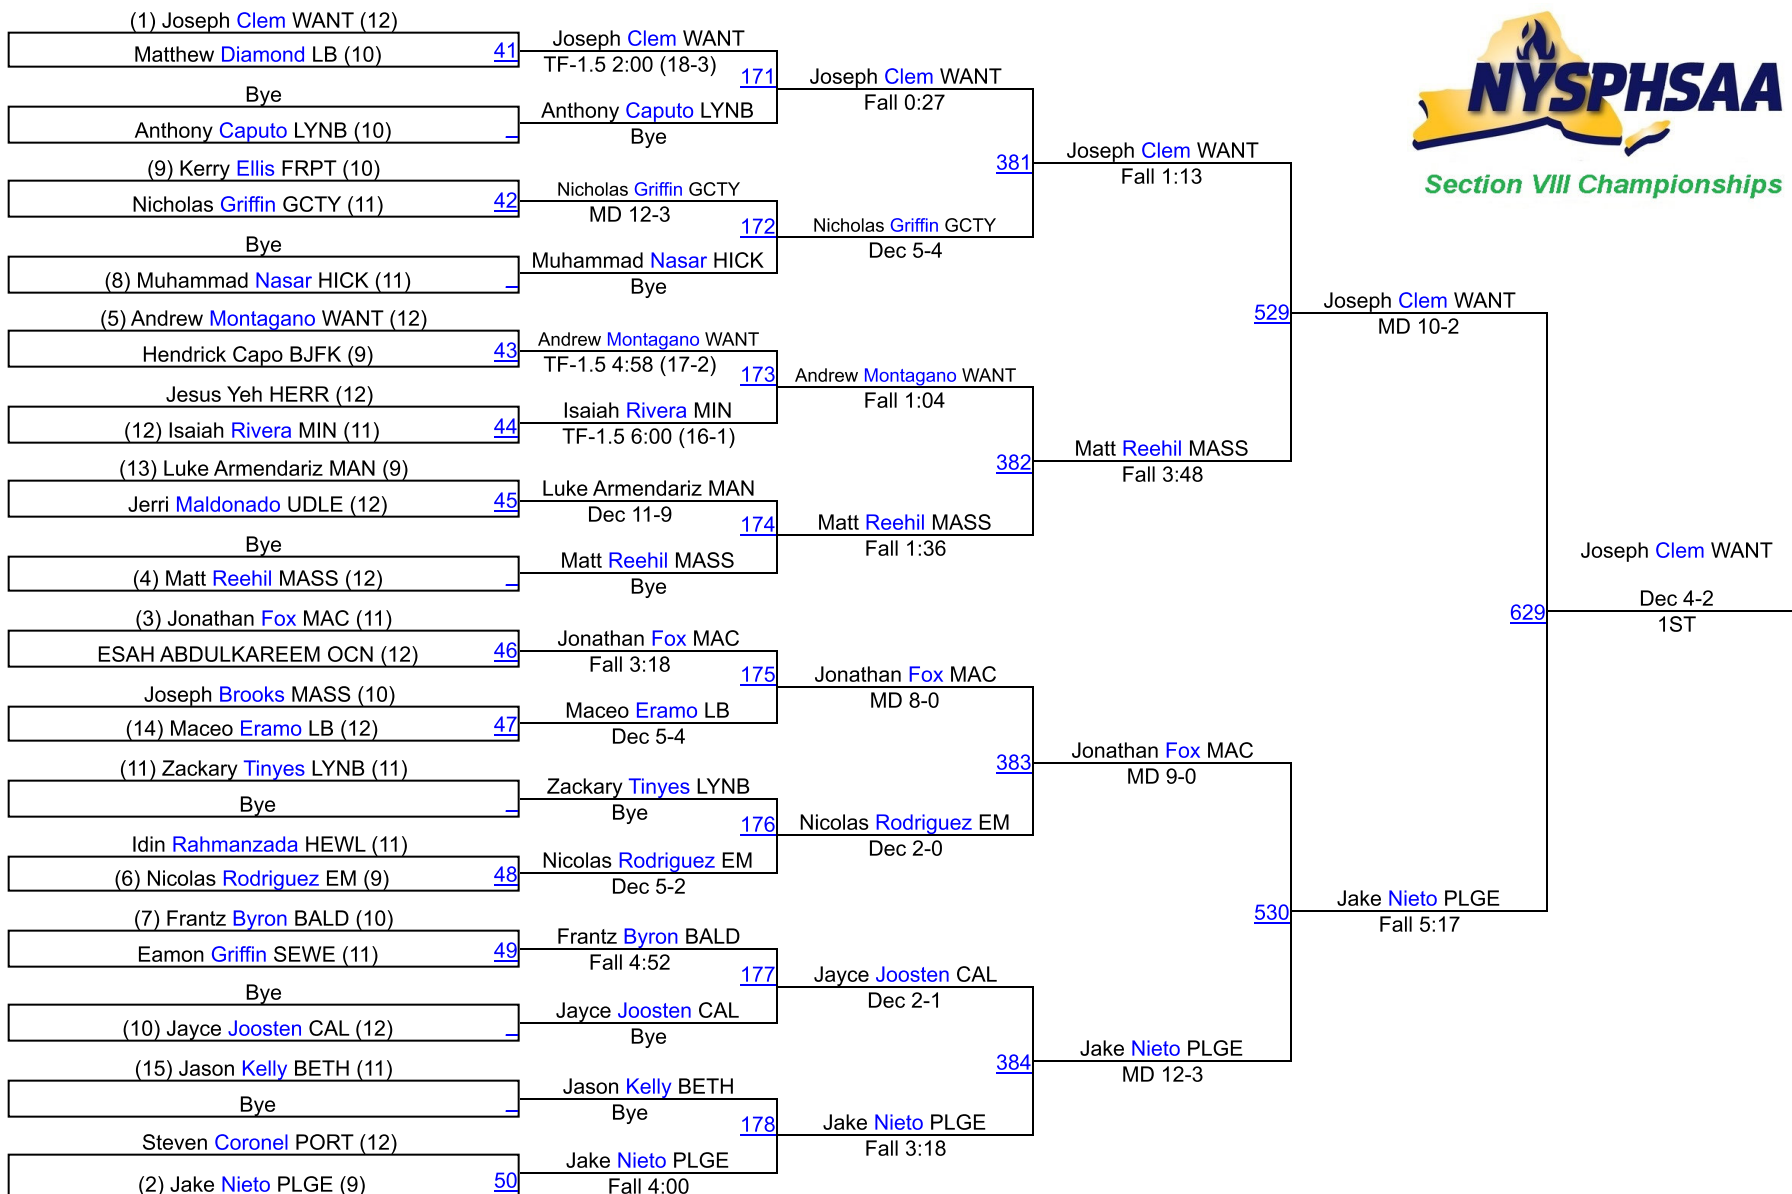 (1) Joseph Clem WANT (12)
Matthew Diamond LB (10)
41
Bye
Anthony Caputo LYNB (10)
(9) Kerry Ellis FRPT (10)
Nicholas Griffin GCTY (11)
42
Bye
(8) Muhammad Nasar HICK (11)
(5) Andrew Montagano WANT (12)
Hendrick Capo BJFK (9)
43
Jesus Yeh HERR (12)
(12) Isaiah Rivera MIN (11)
44
(13) Luke Armendariz MAN (9)
Jerri Maldonado UDLE (12)
45
Bye
(4) Matt Reehil MASS (12)
(3) Jonathan Fox MAC (11)
ESAH ABDULKAREEM OCN (12)
46
Joseph Brooks MASS (10)
(14) Maceo Eramo LB (12)
47
(11) Zackary Tinyes LYNB (11)
Bye
Idin Rahmanzada HEWL (11)
(6) Nicolas Rodriguez EM (9)
48
(7) Frantz Byron BALD (10)
Eamon Griffin SEWE (11)
49
Bye
(10) Jayce Joosten CAL (12)
(15) Jason Kelly BETH (11)
Bye
Steven Coronel PORT (12)
(2) Jake Nieto PLGE (9)
50
Joseph Clem WANT
TF-1.5 2:00 (18-3)
171
Anthony Caputo LYNB
Bye
Nicholas Griffin GCTY
MD 12-3
172
Muhammad Nasar HICK
Bye
Andrew Montagano WANT
TF-1.5 4:58 (17-2)
173
Isaiah Rivera MIN
TF-1.5 6:00 (16-1)
Luke Armendariz MAN
Dec 11-9
174
Matt Reehil MASS
Bye
Jonathan Fox MAC
Fall 3:18
175
Maceo Eramo LB
Dec 5-4
Zackary Tinyes LYNB
Bye
176
Nicolas Rodriguez EM
Dec 5-2
Frantz Byron BALD
Fall 4:52
177
Jayce Joosten CAL
Bye
Jason Kelly BETH
Bye
178
Jake Nieto PLGE
Fall 4:00
Joseph Clem WANT
Fall 0:27
381
Nicholas Griffin GCTY
Dec 5-4
Andrew Montagano WANT
Fall 1:04
382
Matt Reehil MASS
Fall 1:36
Jonathan Fox MAC
MD 8-0
383
Nicolas Rodriguez EM
Dec 2-0
Jayce Joosten CAL
Dec 2-1
384
Jake Nieto PLGE
Fall 3:18
Joseph Clem WANT
Fall 1:13
529
Matt Reehil MASS
Fall 3:48
Jonathan Fox MAC
MD 9-0
530
Jake Nieto PLGE
MD 12-3
Joseph Clem WANT
MD 10-2
629
Jake Nieto PLGE
Fall 5:17
Joseph Clem WANT
Dec 4-2
1ST
NYSPHSAA
Section VIII Championships